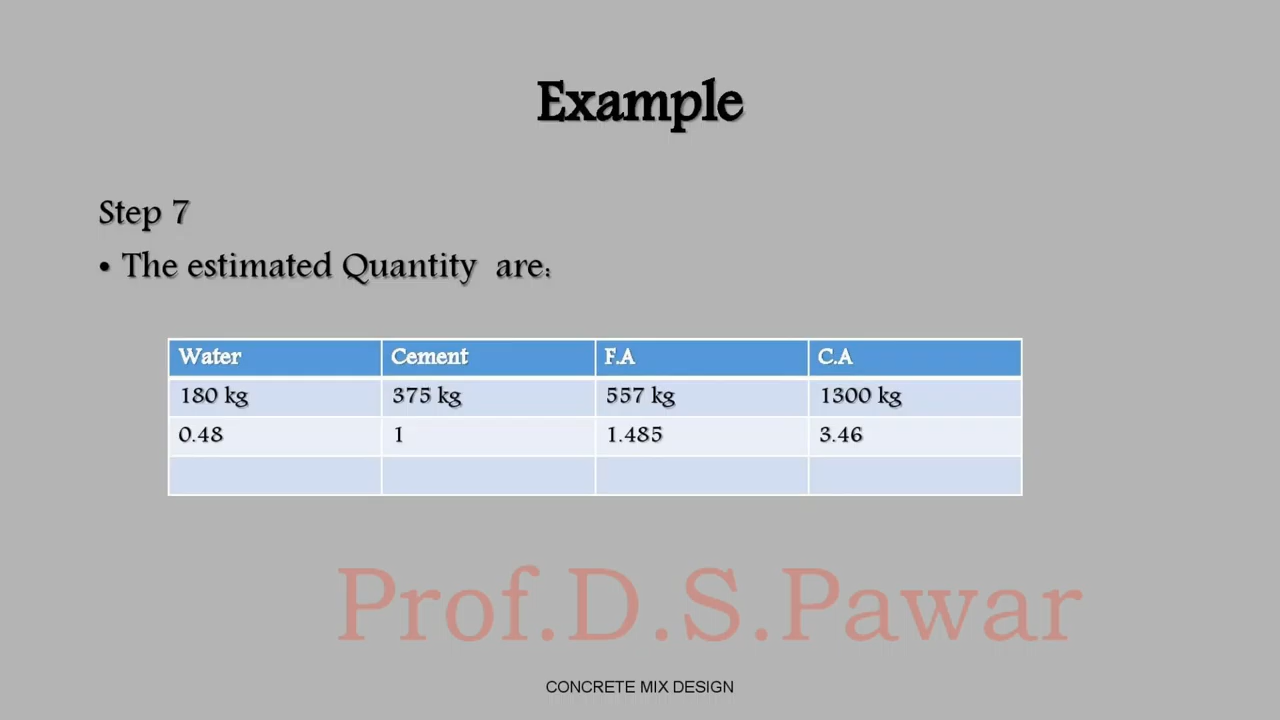 Example
Step 7
• The estimated Quantity are:
Water Cement F.A C.A
180 kg 375 kg 557 kg 1300 kg
0.48 1 1.485 3.46
Prof.D.S.Pawar
CONCRETE MIX DESIGN